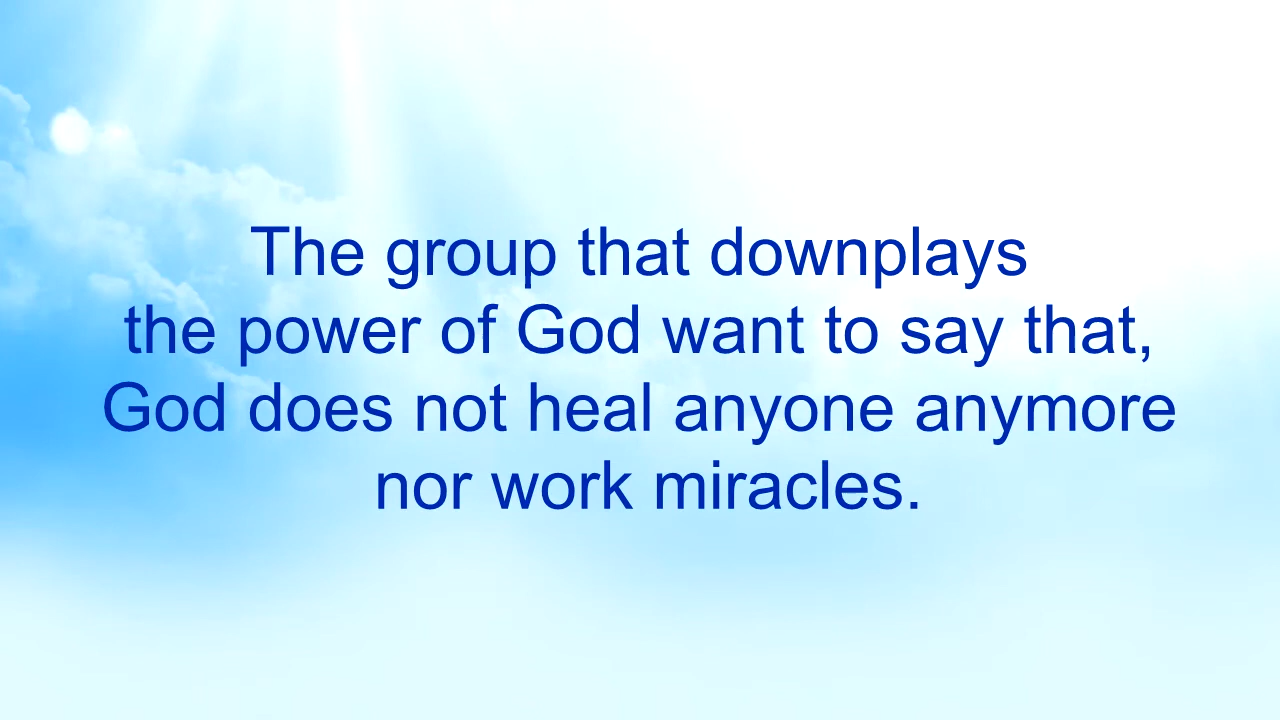 The group that downplays
the power of God want to say that,
God does not heal anyone anymore
nor work miracles.